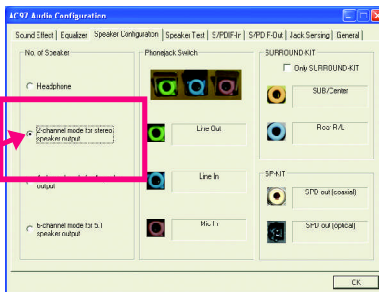 AC97 Audio Configuration
Sound Effect | Equalizer | Speaker Configuration | Speaker Test | S/PDIF-In | S/PDIF-Out | Jack Sensing | General
No. of Speaker
Phonejack Switch
SURROUND-KIT
Only SURROUND-KIT
Headphone
SUB/Center
2-channel mode for stereo
speaker output
Line Out
Rear R/L
output
Line In
SPD out (coaxial)
6-channel mode for 5.1
speaker output
Mic In
SPD out (optical)
OK